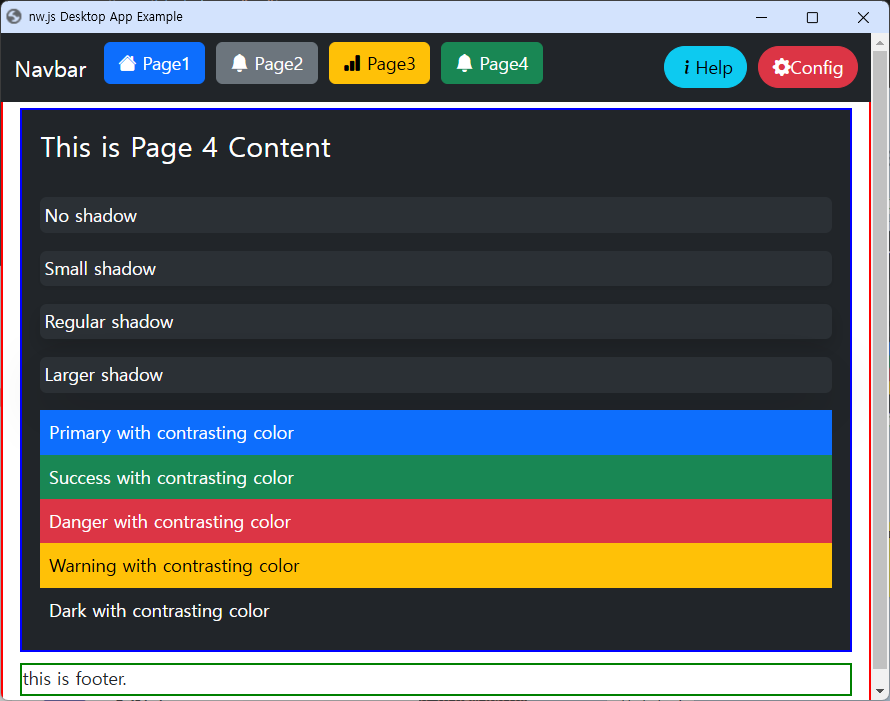 nw.js Desktop App Example
Navbar Page1 Page2 Page3 Page4 i Help Config
This is Page 4 Content
No shadow
Small shadow
Regular shadow
Larger shadow
Primary with contrasting color
Success with contrasting color
Danger with contrasting color
Warning with contrasting color
Dark with contrasting color
this is footer.